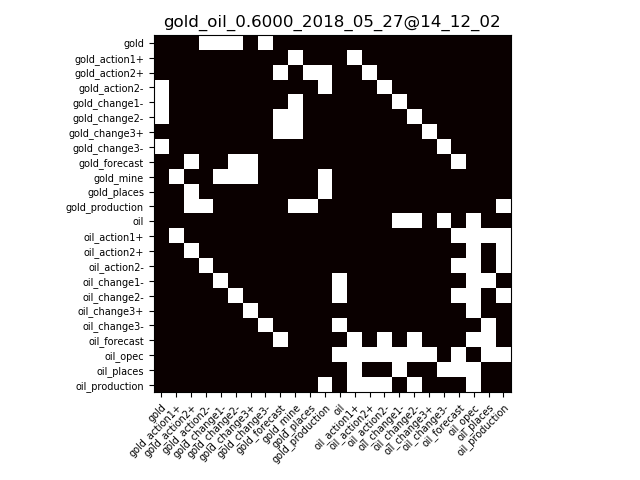 gold_oil_0.6000_2018_05_27@14_12_02
gold
gold_action1+
gold_action2+
gold_action2-
gold_change1-
gold_change2-
gold_change3+
gold_change3-
gold_forecast
gold_mine
gold_places
gold_production
oil
oil_action1+
oil_action2+
oil_action2-
oil_change1-
oil_change2-
oil_change3+
oil_change3-
oil_forecast
oil_opec
oil_places
oil_production
gold
gold_action1+
gold_action2+
gold_action2-
gold_change1-
gold_change2-
gold_change3+
gold_change3-
gold_forecast
gold_mine
gold_places
gold_production
oil
oil_action1+
oil_action2+
oil_action2-
oil_change1-
oil_change2-
oil_change3+
oil_change3-
oil_forecast
oil_opec
oil_places
oil_production